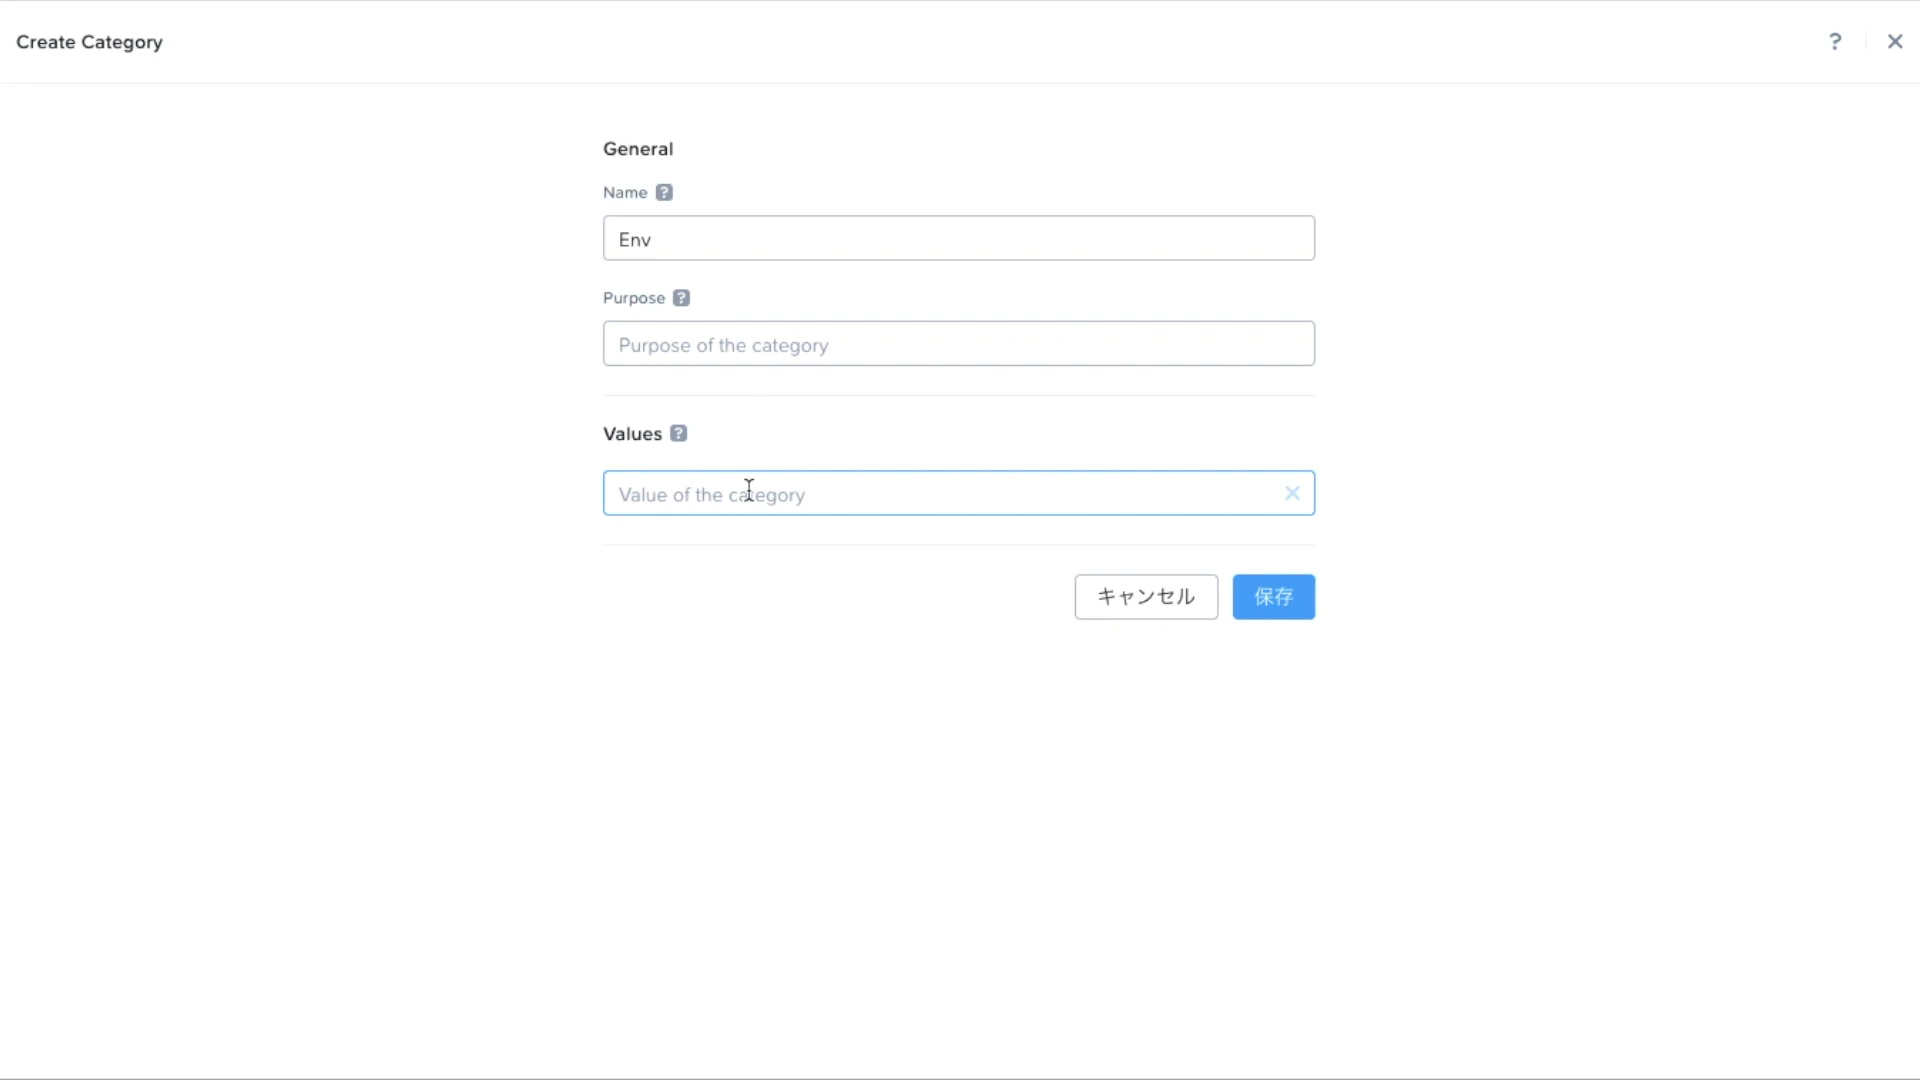 Create Category
?
General
Name ?
Env
Purpose ?
Purpose of the category
Values ?
Value of the category
キャンセル 保存